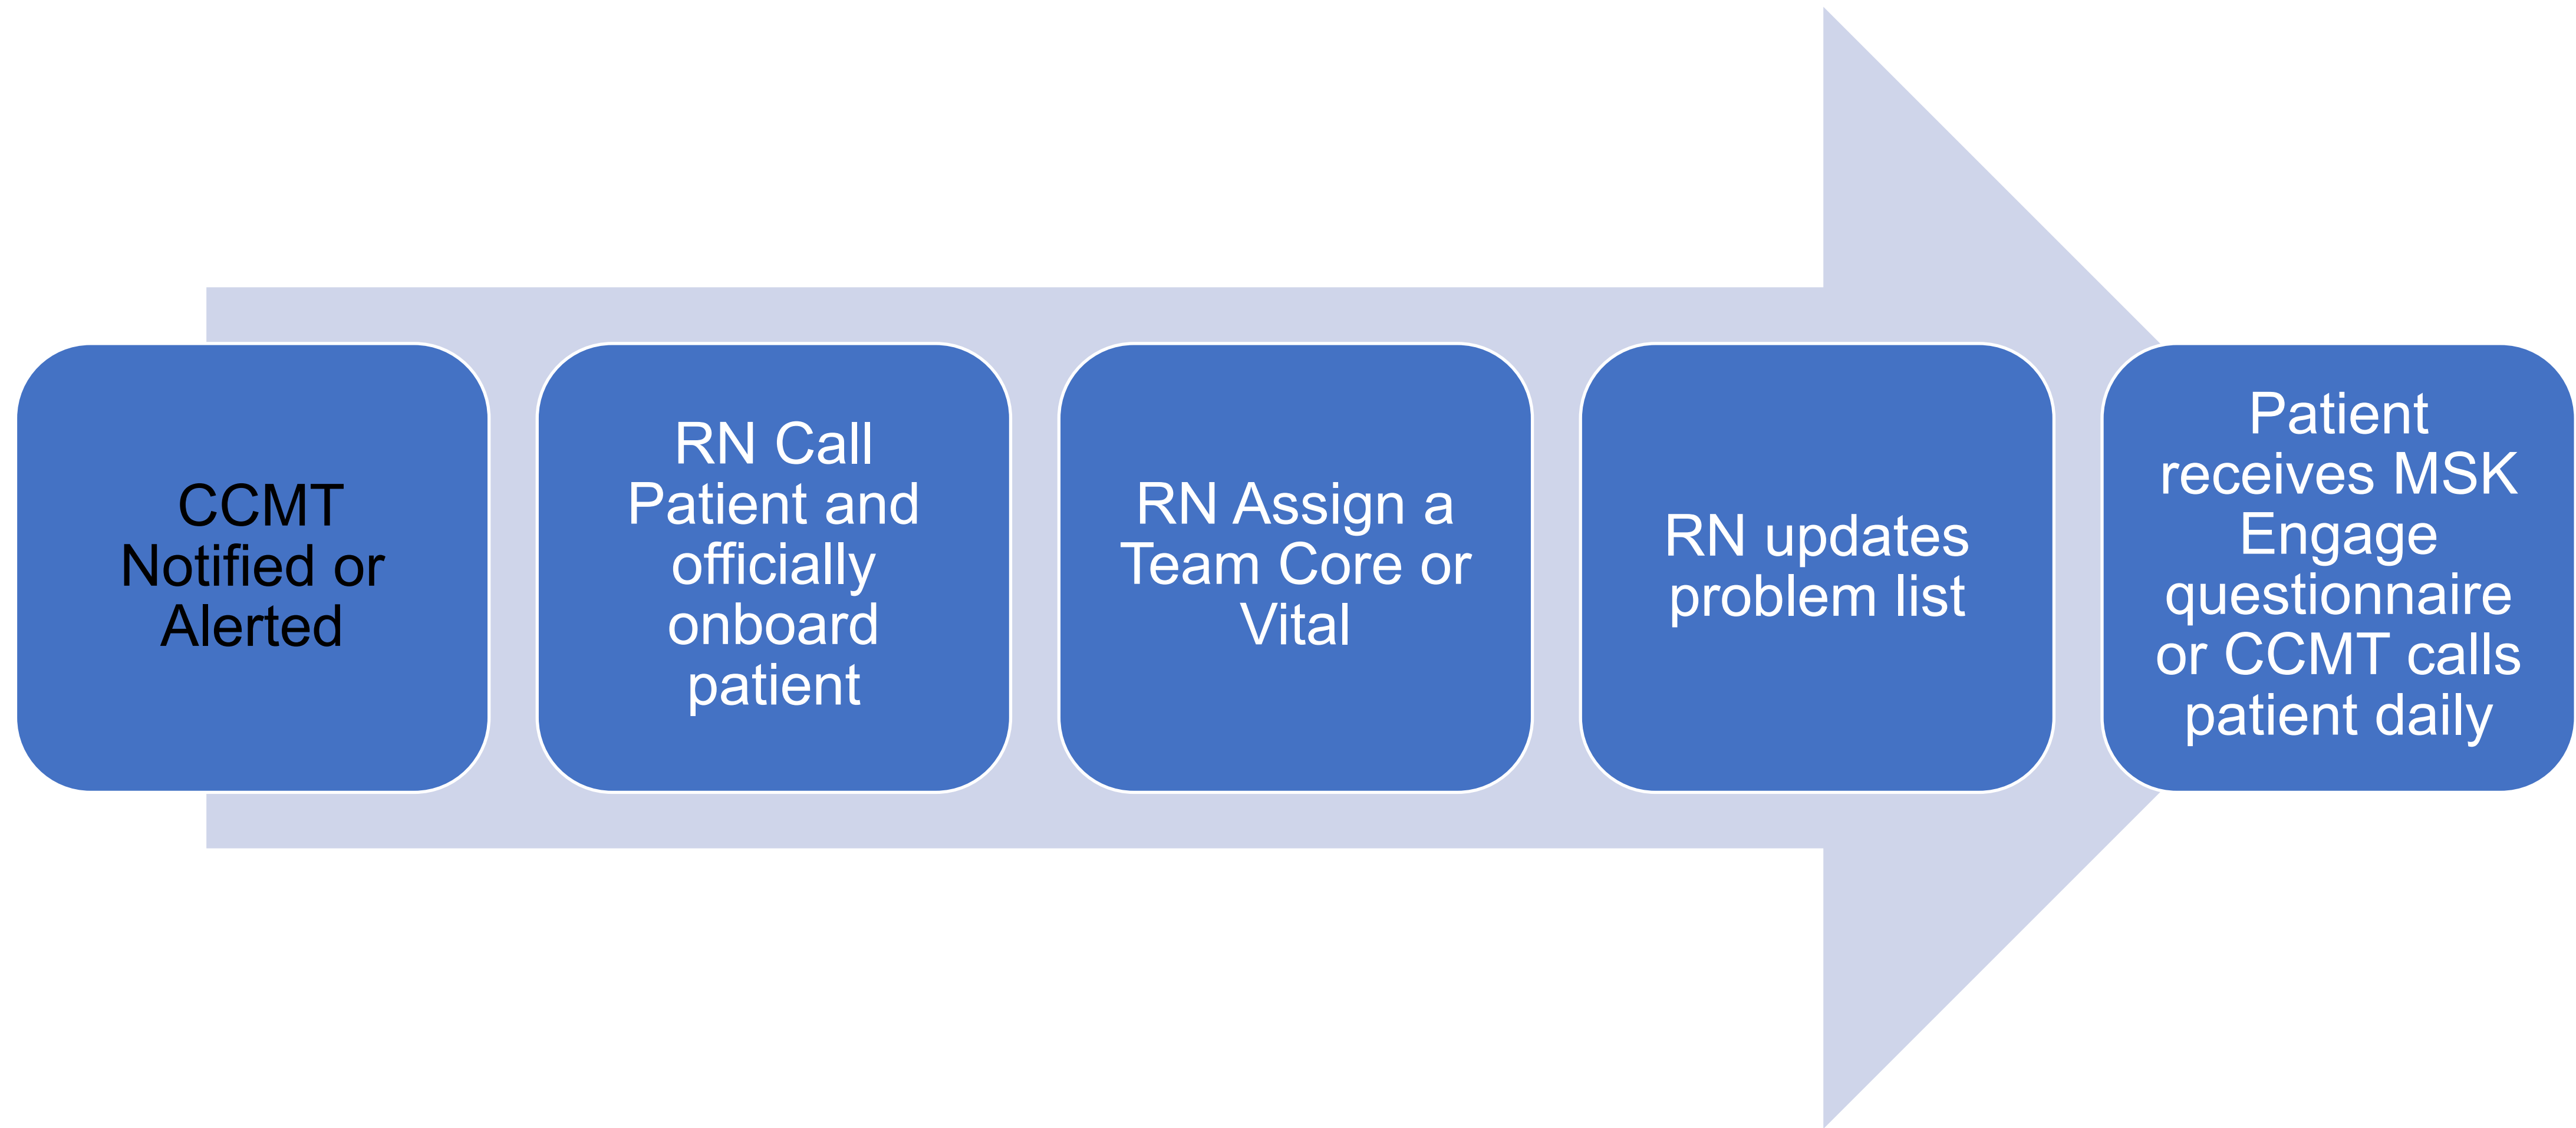 CCMT
Notified or
Alerted
RN Call
Patient and
officially
onboard
patient
RN Assign a
Team Core or
Vital
RN updates
problem list
Patient
receives MSK
Engage
questionnaire
or CCMT calls
patient daily